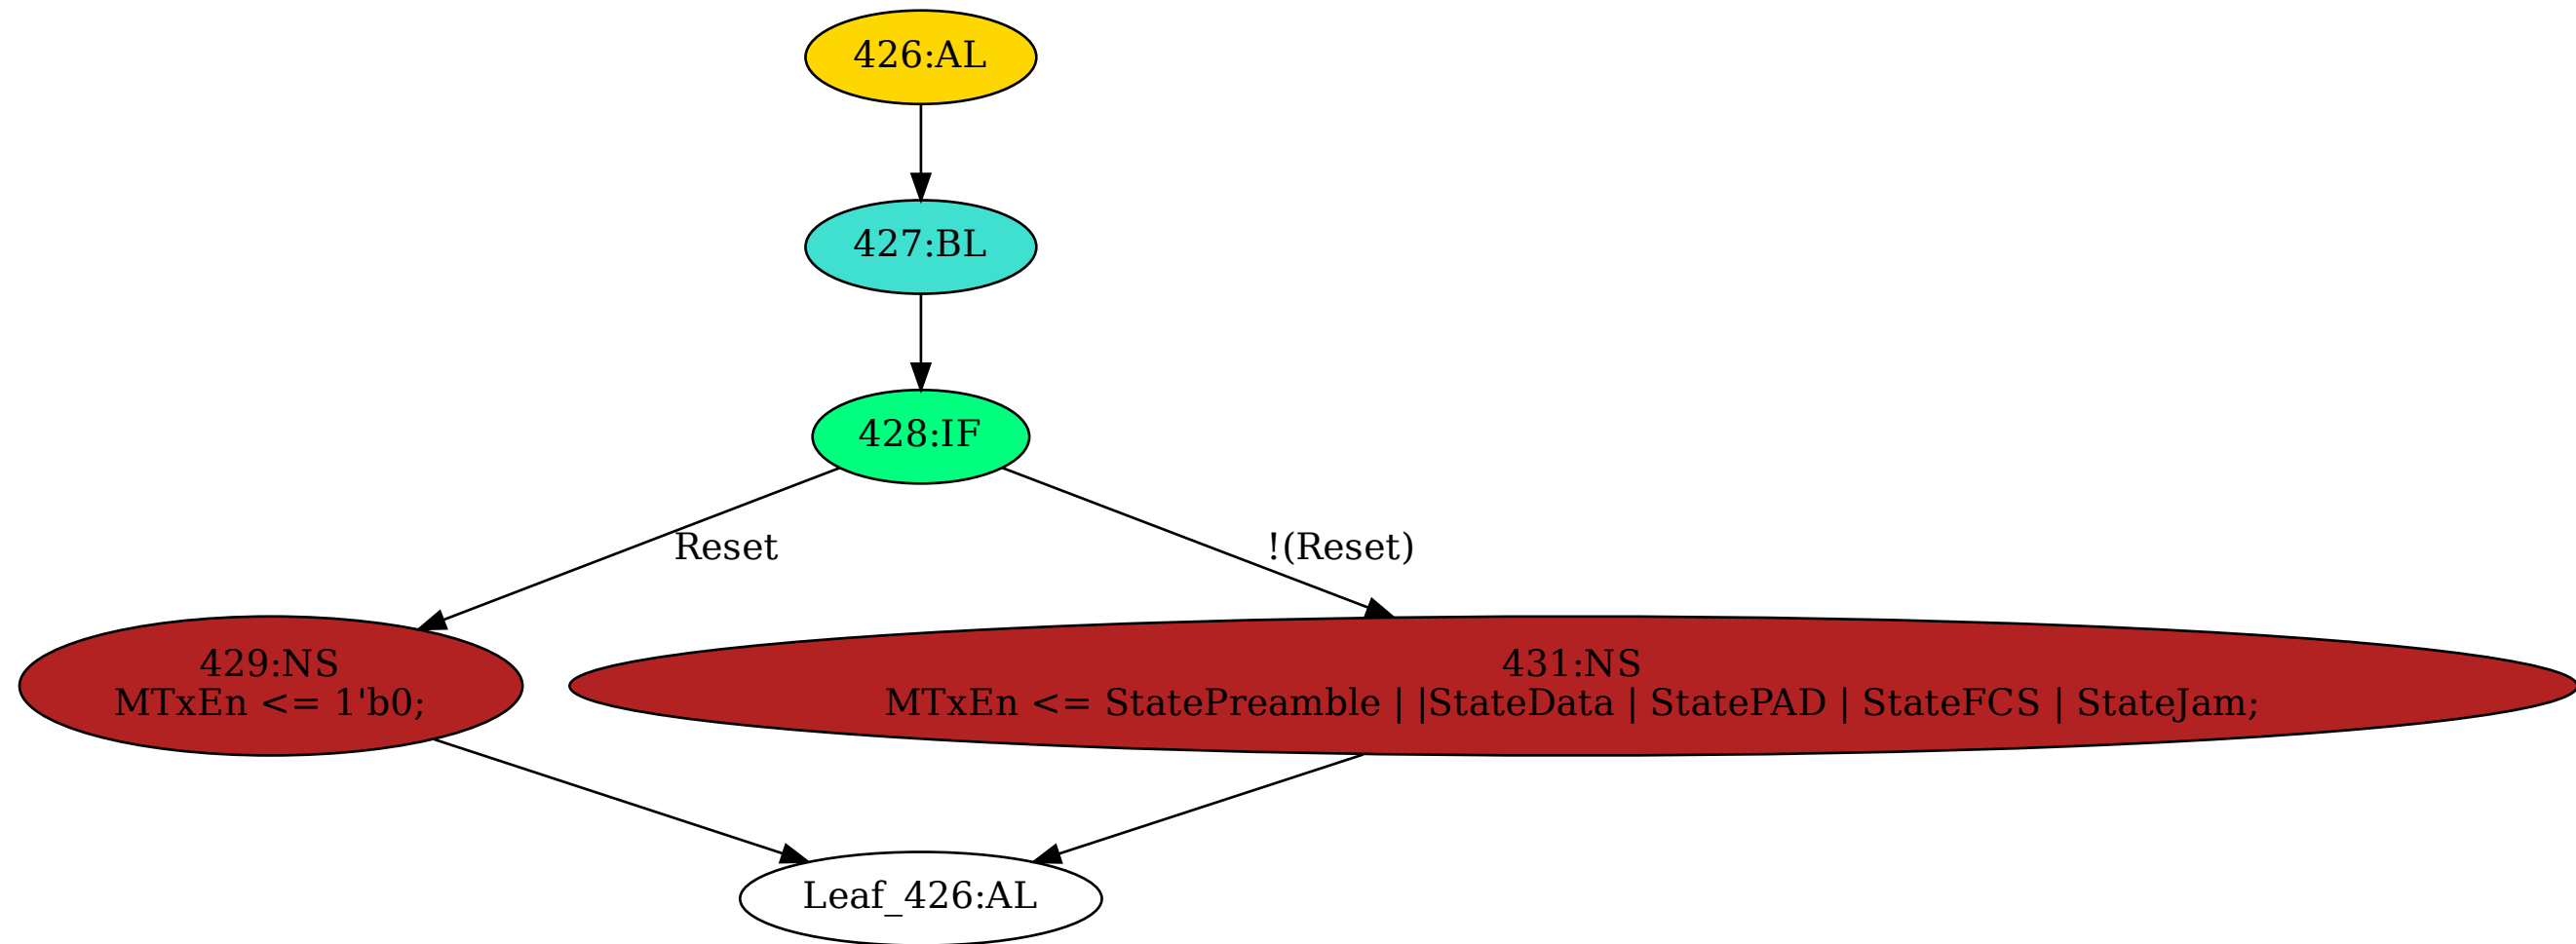 426:AL
427:BL
428:IF
Reset
!(Reset)
429:NS
MTxEn <= 1'b0;
431:NS
MTxEn <= StatePreamble | |StateData | StatePAD | StateFCS | StateJam;
Leaf_426:AL